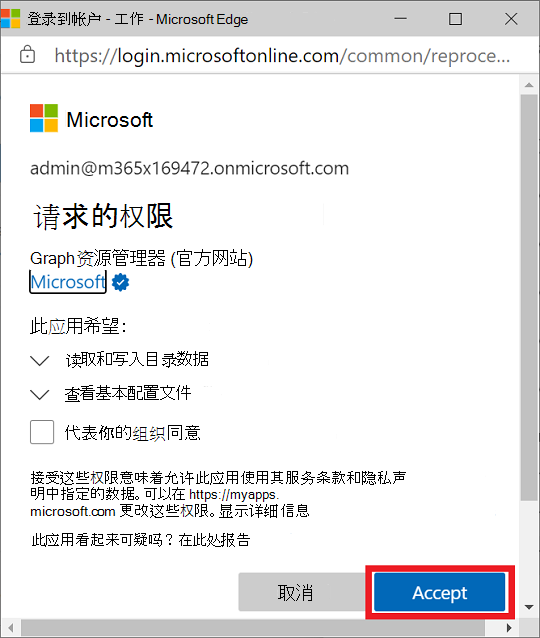 登录到帐户 - 工作 - Microsoft Edge
https://login.microsoftonline.com/common/reproce...
Microsoft
admin@m365x169472.onmicrosoft.com
请求的权限
Graph资源管理器 (官方网站)
Microsoft
此应用希望:
读取和写入目录数据
查看基本配置文件
代表你的组织同意
接受这些权限意味着允许此应用使用其服务条款和隐私声
明中指定的数据。可以在 https://myapps.
microsoft.com 更改这些权限。显示详细信息
此应用看起来可疑吗？在此处报告
取消
Accept